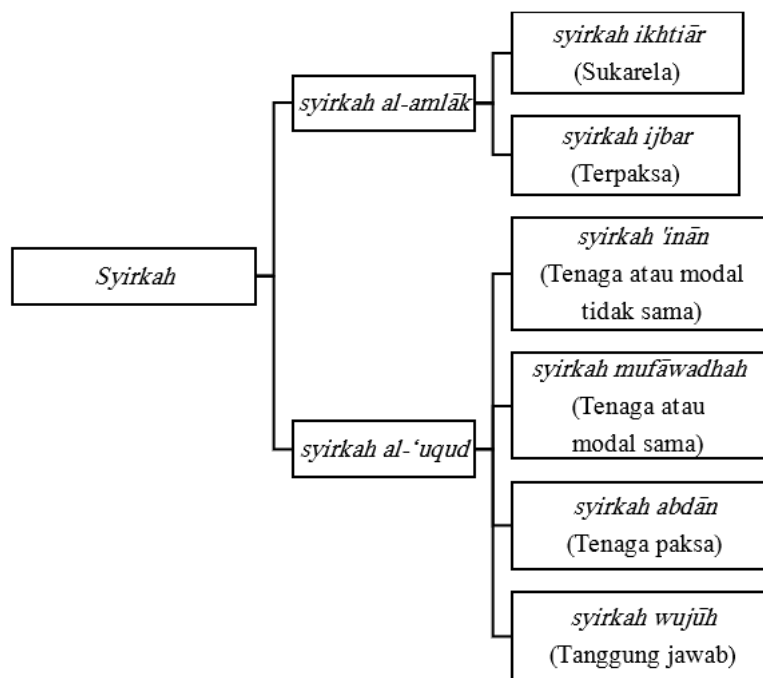 syirkah ikhtiār
(Sukarela)
syirkah al-amlāk
syirkah ijbar
(Terpaksa)
Syirkah
syirkah 'inān
(Tenaga atau modal
tidak sama)
syirkah mufāwadhah
(Tenaga atau
modal sama)
syirkah al-‘uqud
syirkah abdān
(Tenaga paksa)
syirkah wujūh
(Tanggung jawab)